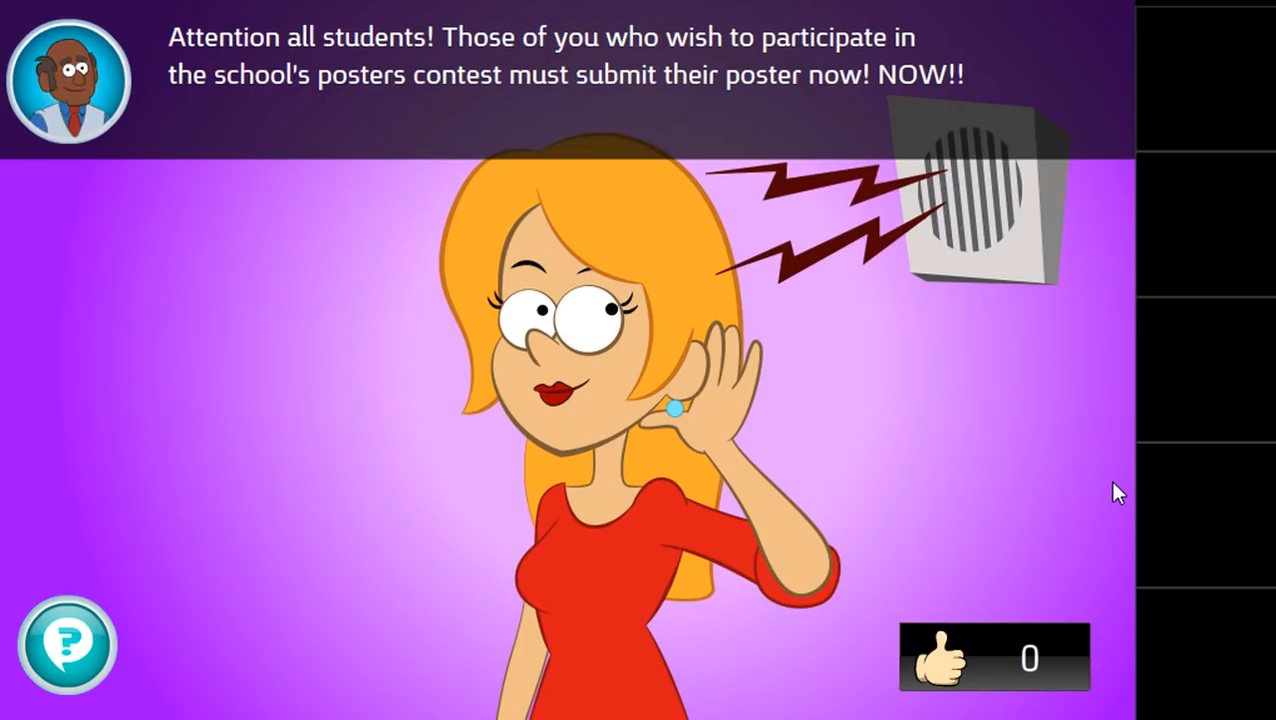 Attention all students! Those of you who wish to participate in
the school's posters contest must submit their poster now! NOW!!
?
0